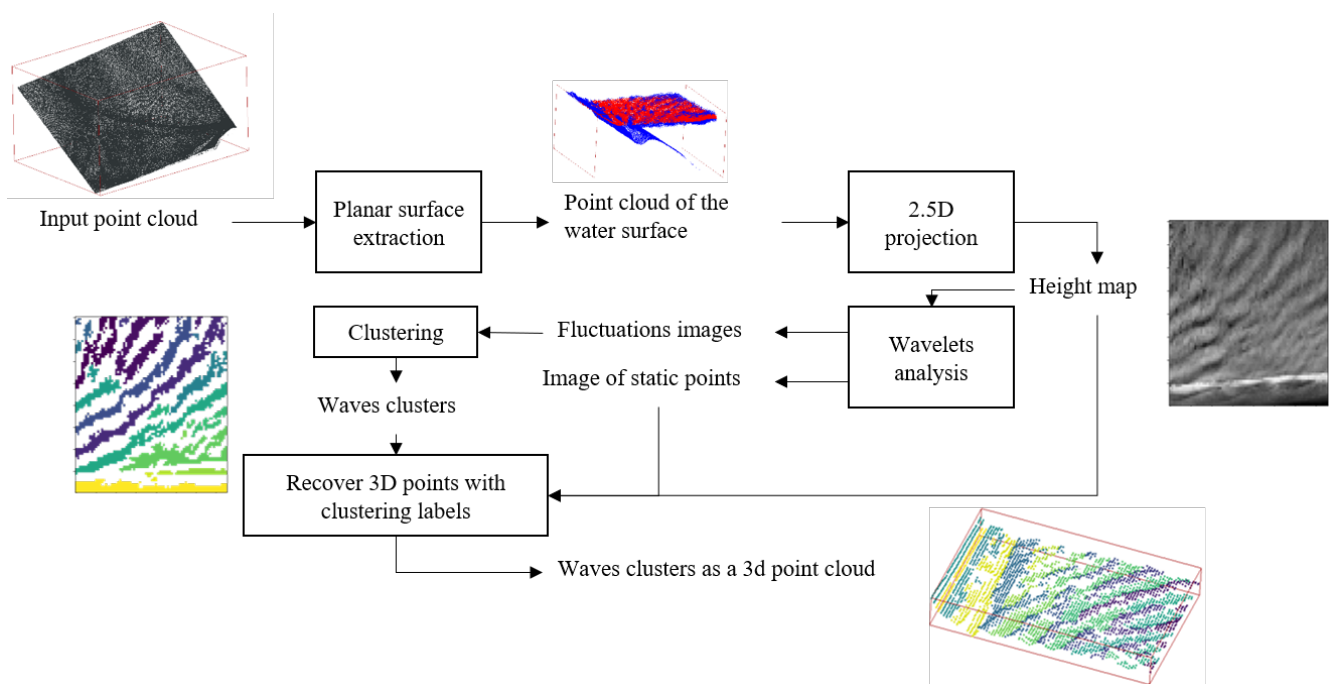 Input point cloud
Planar surface
extraction
Point cloud of the
water surface
2.5D
projection
Height map
Clustering
Fluctuations images
Wavelets
analysis
Image of static points
Waves clusters
Recover 3D points with
clustering labels
Waves clusters as a 3d point cloud